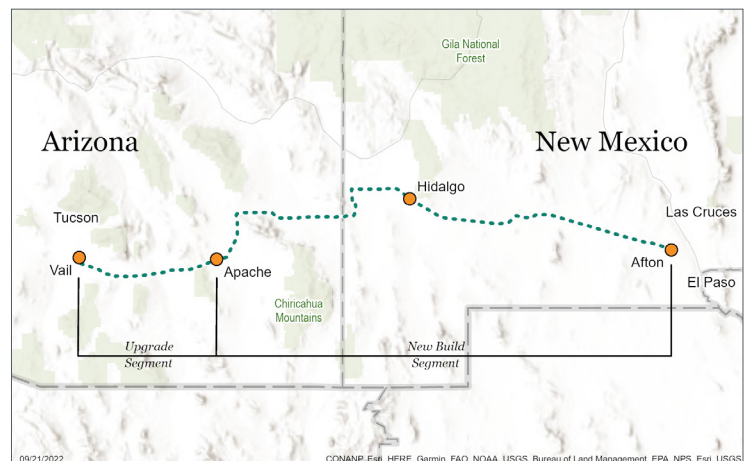 Gila National
Forest
Arizona
New Mexico
Hidalgo
Tucson
Las Cruces
Vail
Apache
Afton
El Paso
Chiricahua
Mountains
Upgrade
Segment
New Build
Segment
09/21/2022
CONANP, Esri, HERE, Garmin, FAO, NOAA, USGS, Bureau of Land Management, EPA, NPS, Esri, USGS